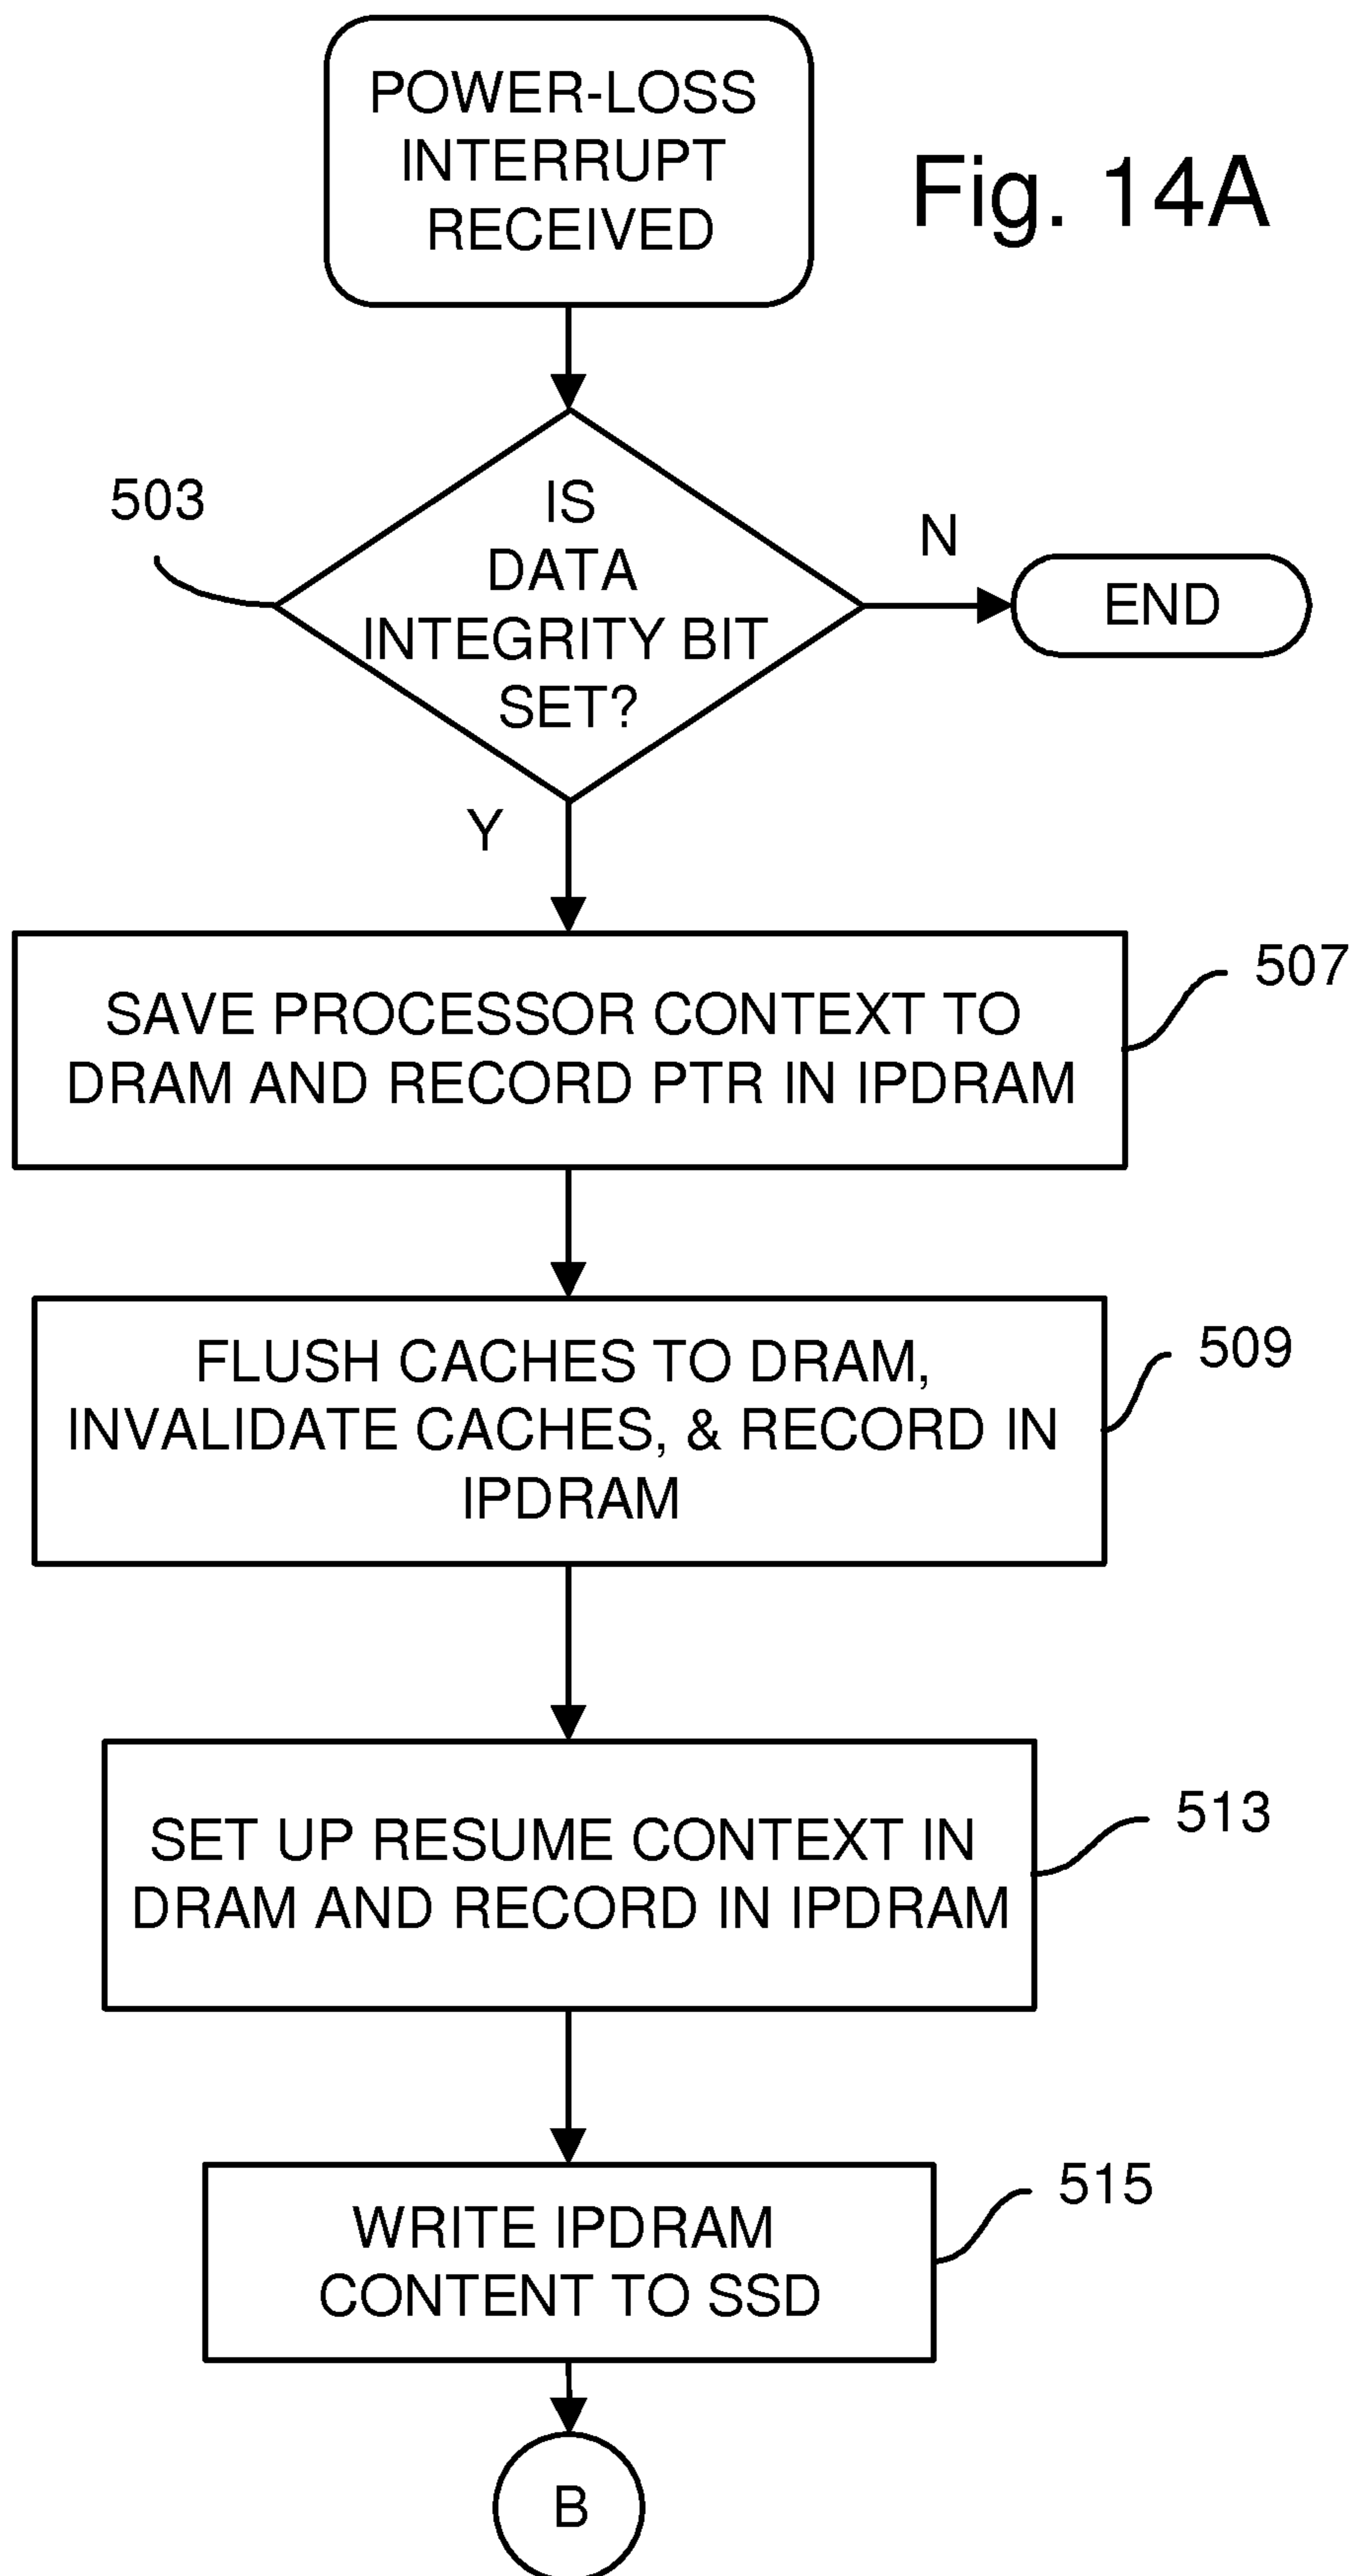 POWER-LOSS
INTERRUPT
RECEIVED
Fig. 14A
503
IS
DATA
INTEGRITY BIT
SET?
N
END
Y
SAVE PROCESSOR CONTEXT TO
DRAM AND RECORD PTR IN IPDRAM
507
FLUSH CACHES TO DRAM,
INVALIDATE CACHES, & RECORD IN
IPDRAM
509
SET UP RESUME CONTEXT IN
DRAM AND RECORD IN IPDRAM
513
WRITE IPDRAM
CONTENT TO SSD
515
B